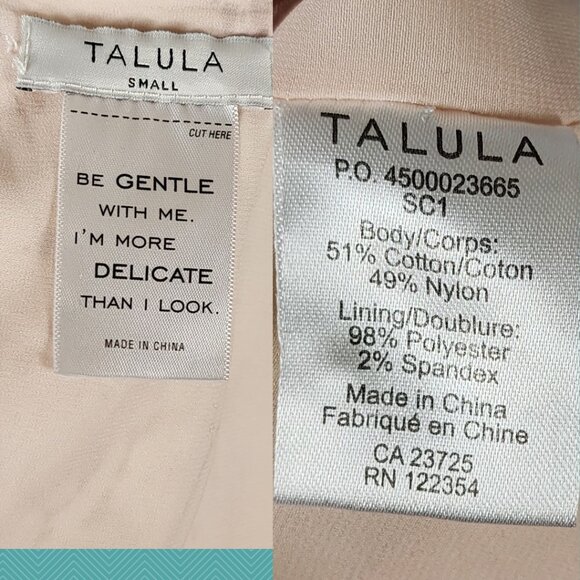 TALULA
SMALL
CUT HERE
BE GENTLE
WITH ME.
I'M MORE
DELICATE
THAN I LOOK.
MADE IN CHINA
TALULA
P.O. 4500023665
SC1
Body/Corps:
51% Cotton/Coton
49% Nylon
Lining/Doublure:
98% Polyester
2% Spandex
Made in China
Fabriqué en Chine
CA 23725
RN 122354